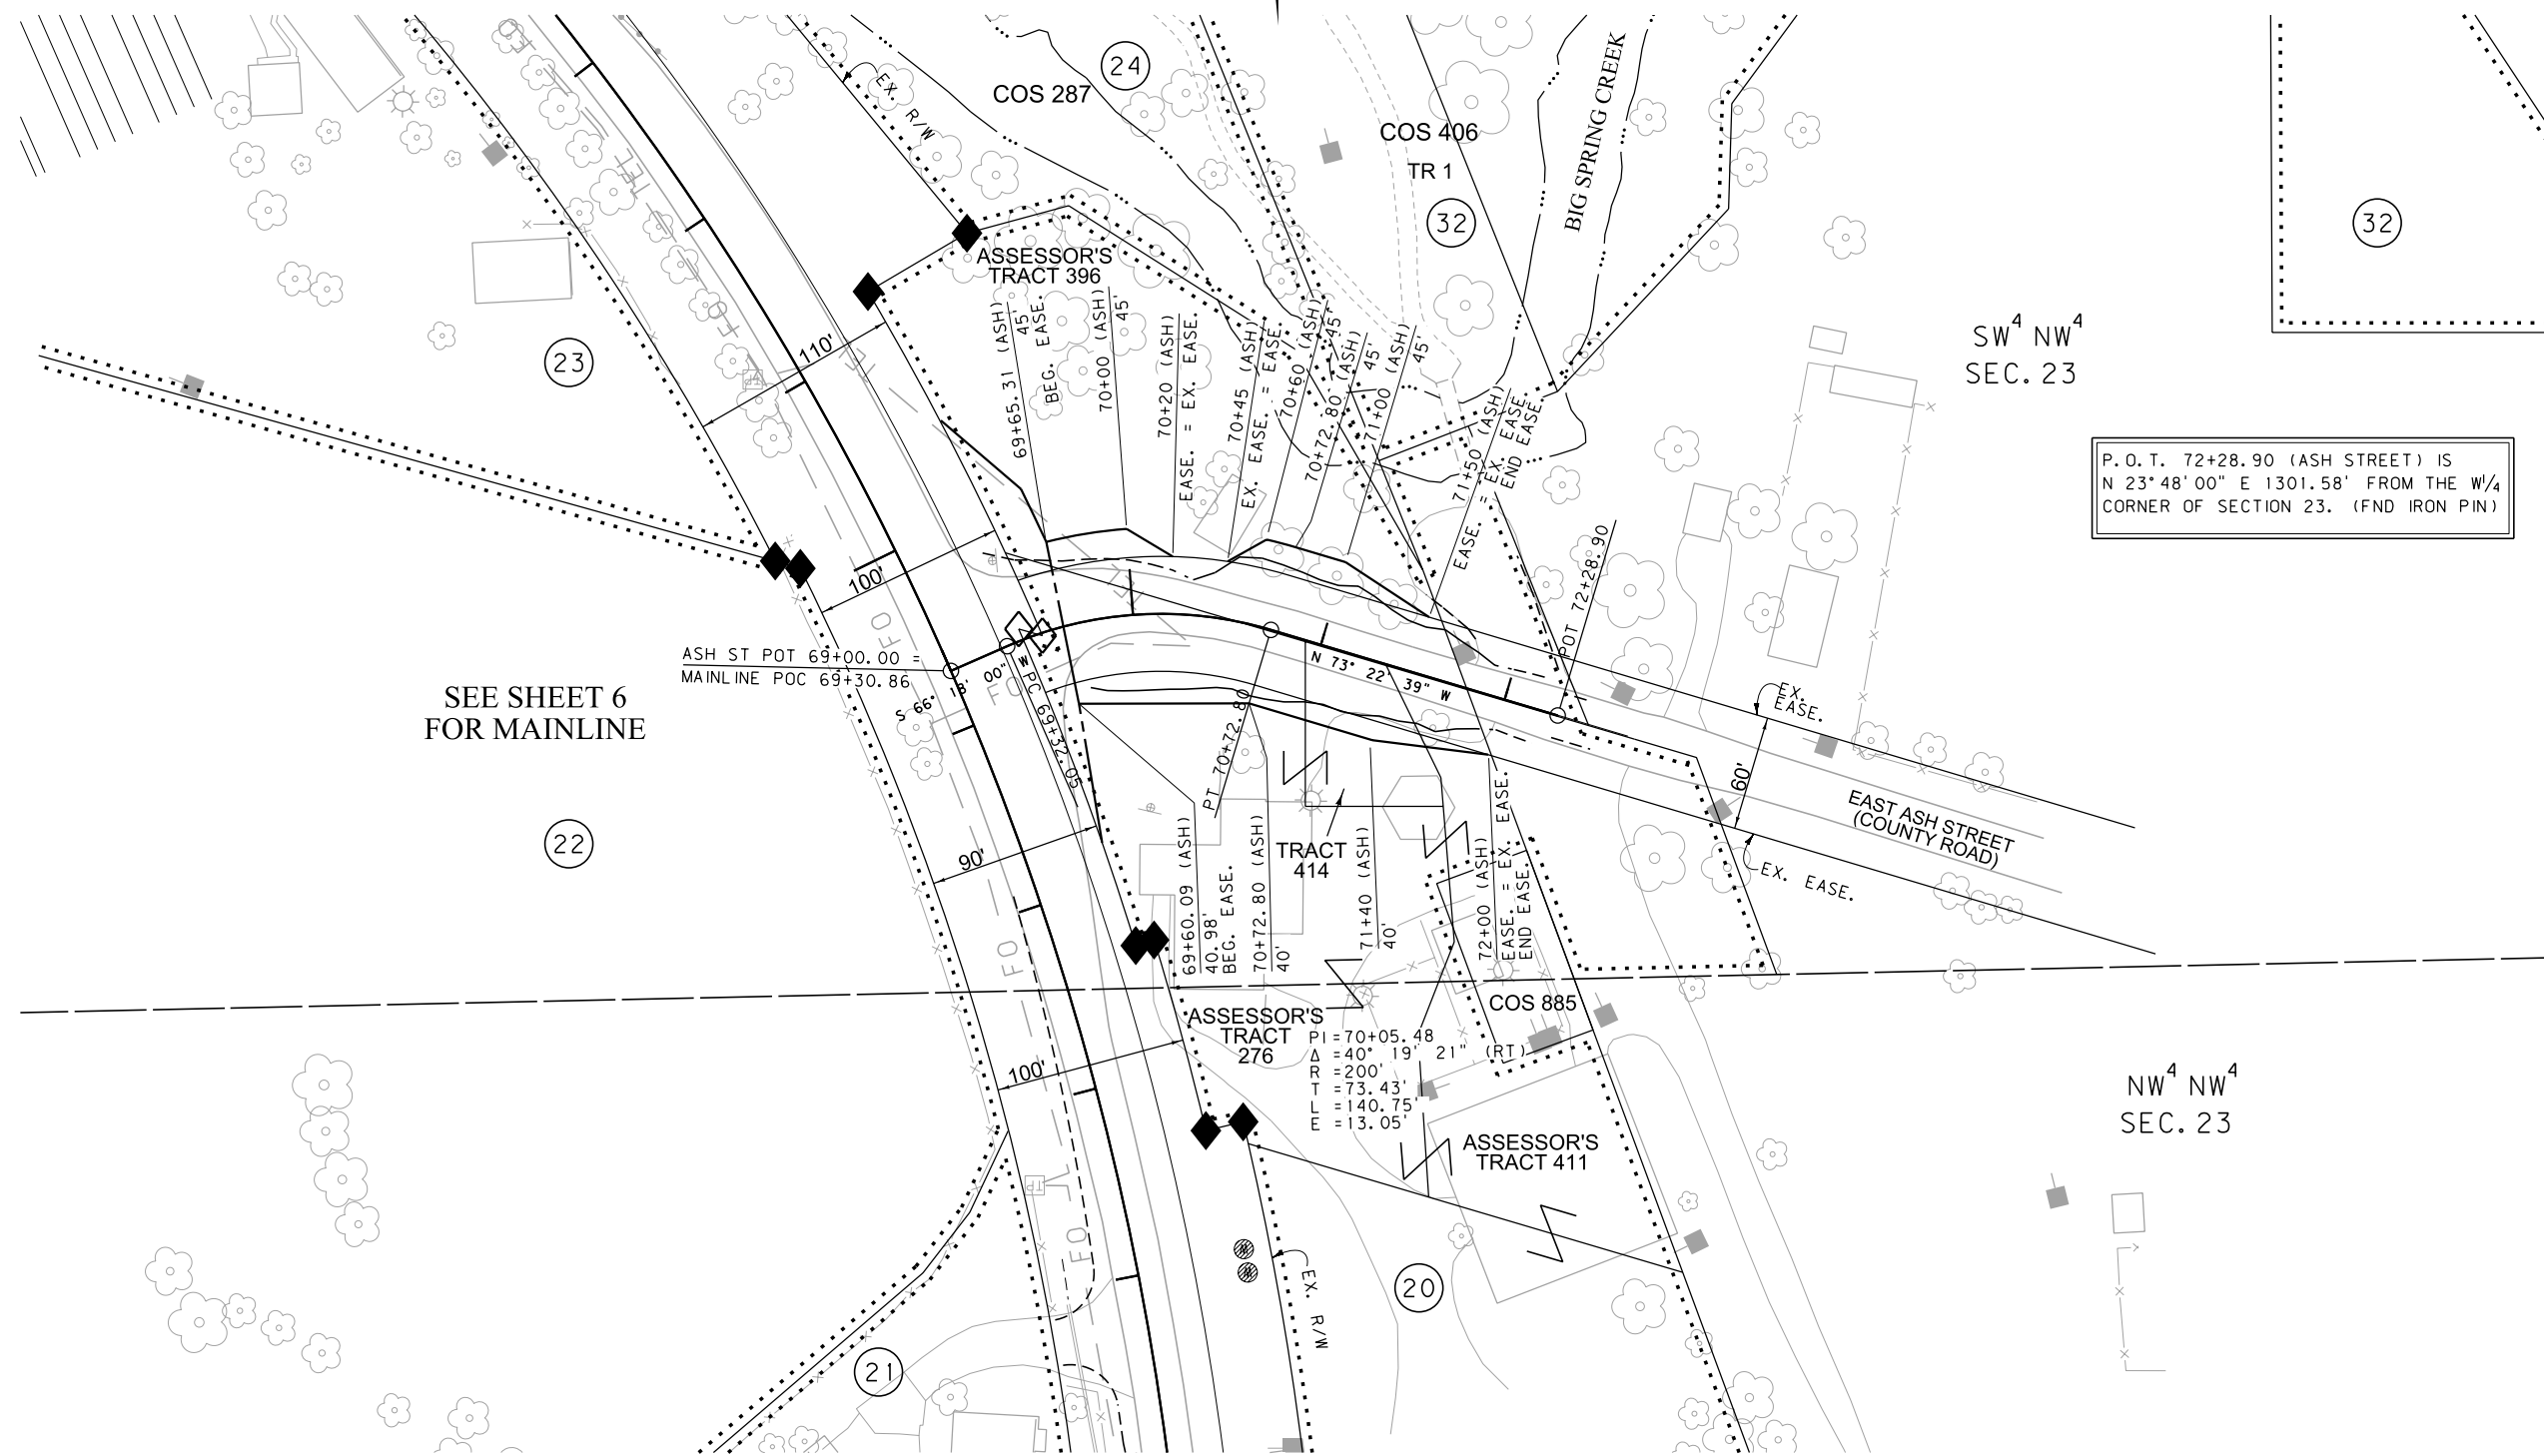 24
COS 287
EX. R/W
COS 406
TR 1
32
BIG SPRING CREEK
32
ASSESSOR'S
TRACT 396
SW⁴ NW⁴
SEC. 23
110'
23
69+65.31 (ASH)
45'
BEG. EASE.
70+00 (ASH)
45'
70+20 (ASH)
EASE. = EX. EASE.
70+45 (ASH)
EX. EASE. = EASE.
70+60 (ASH)
45'
70+72.80 (ASH)
45'
71+00 (ASH)
45'
71+50 (ASH)
EASE. = EX. EASE.
END EASE.
P.O.T. 72+28.90 (ASH STREET) IS
N 23°48'00" E 1301.58' FROM THE W1/4
CORNER OF SECTION 23. (FND IRON PIN)
POT 72+28.90
100'
FO
ASH ST POT 69+00.00 =
MAINLINE POC 69+30.86
S 66° 18' 00" W
PC 69+32.05
N 73° 22' 39" W
PT 70+72.80
FO
SEE SHEET 6
FOR MAINLINE
EX.
EASE.
60'
EAST ASH STREET
(COUNTY ROAD)
EX. EASE.
22
90'
TRACT
414
69+60.09 (ASH)
40.98'
BEG. EASE.
70+72.80 (ASH)
40'
71+40 (ASH)
40'
72+00 (ASH)
EASE. = EX. EASE.
END EASE.
FO
COS 885
ASSESSOR'S
TRACT
276
PI=70+05.48
Δ =40° 19' 21" (RT)
R =200'
T =73.43'
L =140.75'
E =13.05'
100'
NW⁴ NW⁴
SEC. 23
ASSESSOR'S
TRACT 411
TP
FO
EX. R/W
20
21